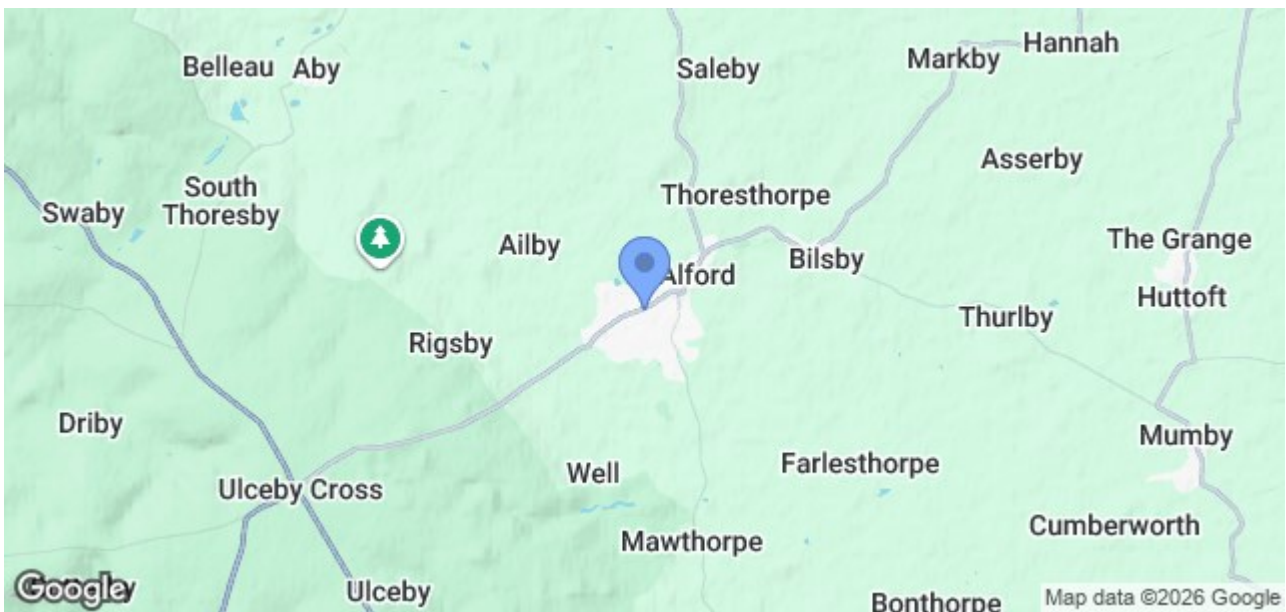 Hannah
Markby
Belleau
Aby
Saleby
Asserby
South
Thoresby
Thoresthorpe
Swaby
The Grange
Ailby
Bilsby
Alford
Huttoft
Thurlby
Rigsby
Driby
Mumby
Farlesthorpe
Well
Ulceby Cross
Cumberworth
Mawthorpe
Google
Ulceby
Bonthorpe
Map data ©2026 Google